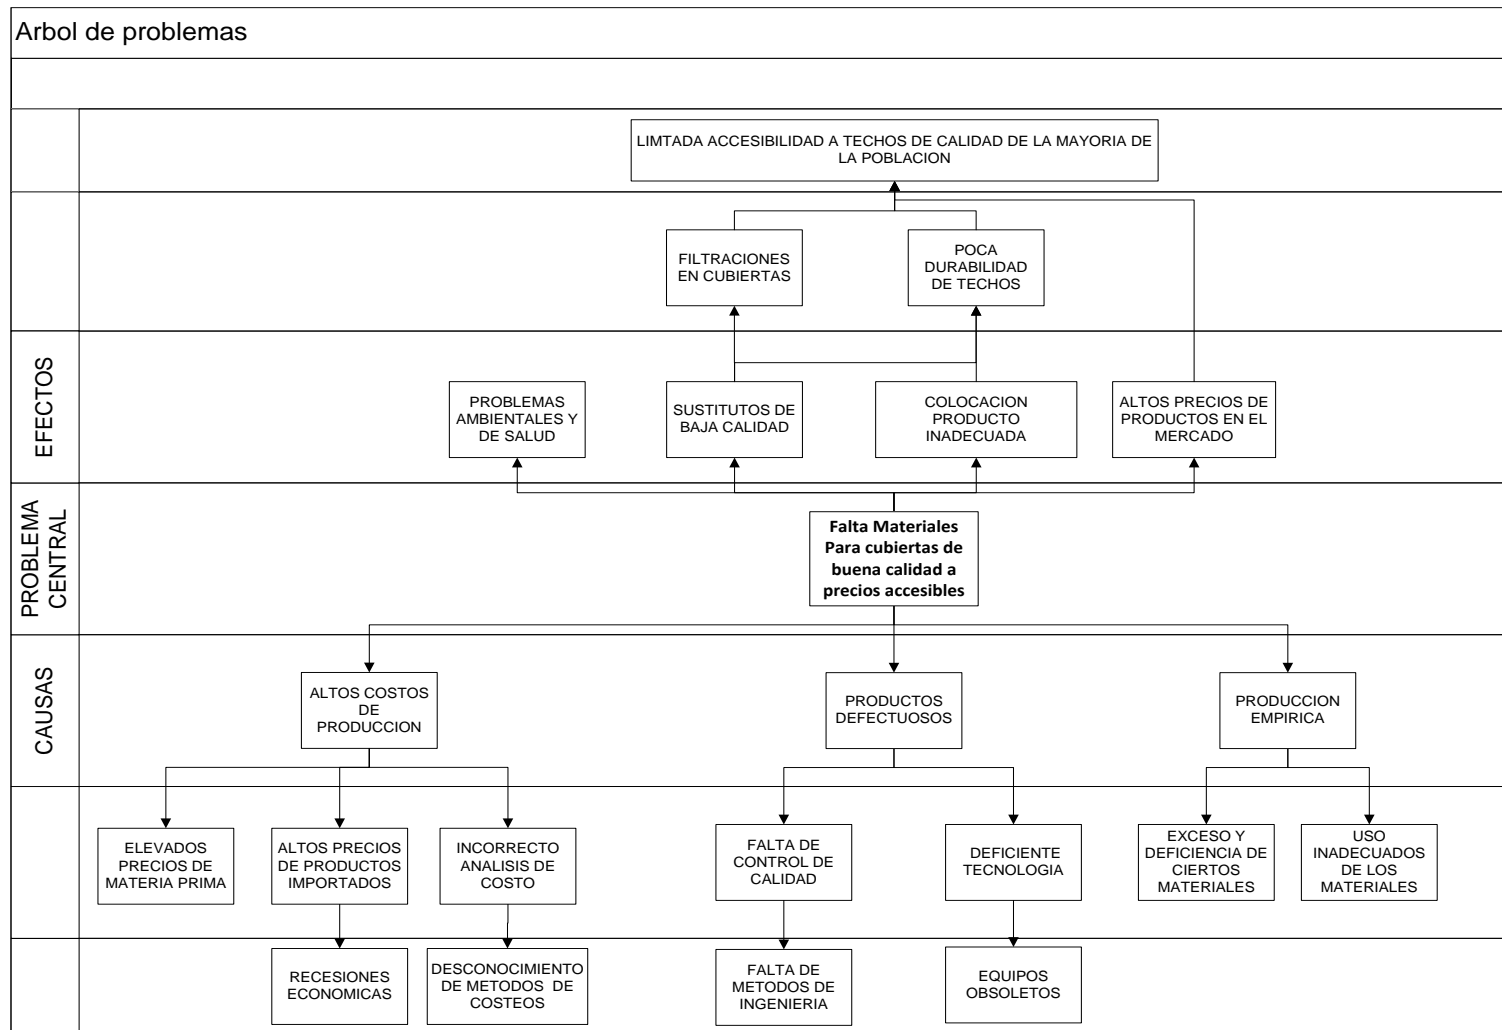 Arbol de problemas
LIMTADA ACCESIBILIDAD A TECHOS DE CALIDAD DE LA MAYORIA DE
LA POBLACION
FILTRACIONES
EN CUBIERTAS
POCA
DURABILIDAD
DE TECHOS
EFECTOS
PROBLEMAS
AMBIENTALES Y
DE SALUD
SUSTITUTOS DE
BAJA CALIDAD
COLOCACION
PRODUCTO
INADECUADA
ALTOS PRECIOS DE
PRODUCTOS EN EL
MERCADO
PROBLEMA
CENTRAL
Falta Materiales
Para cubiertas de
buena calidad a
precios accesibles
CAUSAS
ALTOS COSTOS
DE
PRODUCCION
PRODUCTOS
DEFECTUOSOS
PRODUCCION
EMPIRICA
ELEVADOS
PRECIOS DE
MATERIA PRIMA
ALTOS PRECIOS
DE PRODUCTOS
IMPORTADOS
INCORRECTO
ANALISIS DE
COSTO
FALTA DE
CONTROL DE
CALIDAD
DEFICIENTE
TECNOLOGIA
EXCESO Y
DEFICIENCIA DE
CIERTOS
MATERIALES
USO
INADECUADOS
DE LOS
MATERIALES
RECESIONES
ECONOMICAS
DESCONOCIMIENTO
DE METODOS DE
COSTEOS
FALTA DE
METODOS DE
INGENIERIA
EQUIPOS
OBSOLETOS